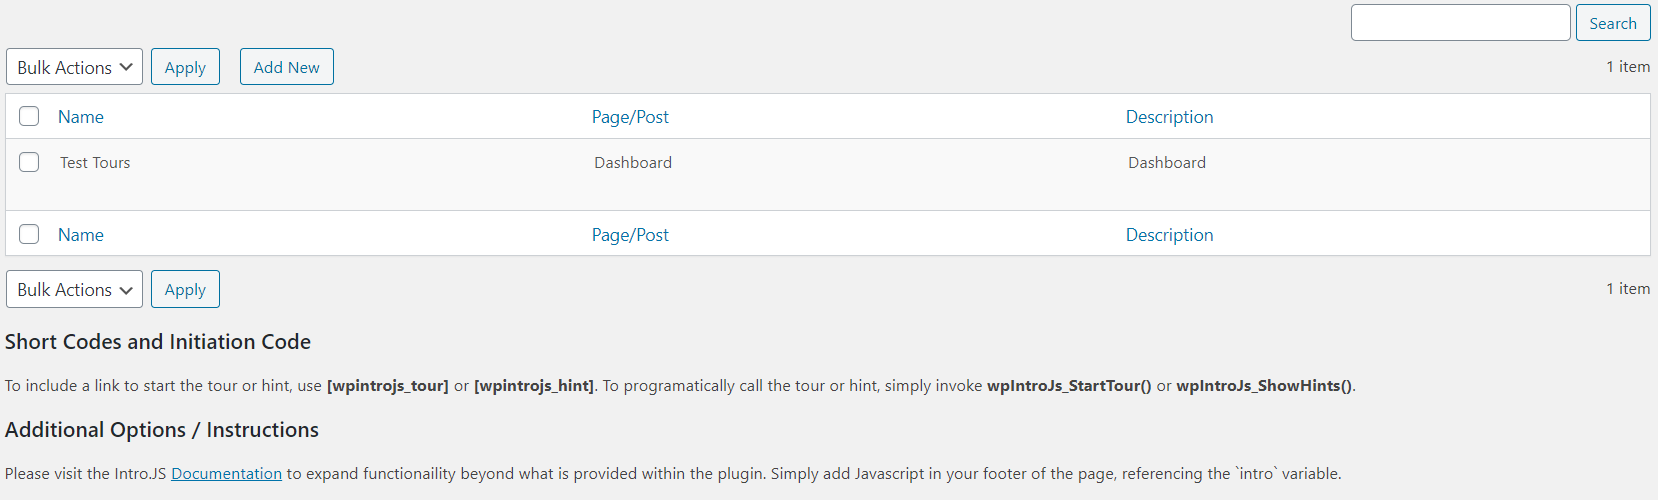 Search
Bulk Actions Apply Add New 1 item
Name Page/Post Description
Test Tours Dashboard Dashboard
Name Page/Post Description
Bulk Actions Apply 1 item
Short Codes and Initiation Code
To include a link to start the tour or hint, use [wpintrojs_tour] or [wpintrojs_hint]. To programatically call the tour or hint, simply invoke wpIntroJs_StartTour() or wpIntroJs_ShowHints().
Additional Options / Instructions
Please visit the Intro.JS Documentation to expand functionaility beyond what is provided within the plugin. Simply add Javascript in your footer of the page, referencing the `intro` variable.